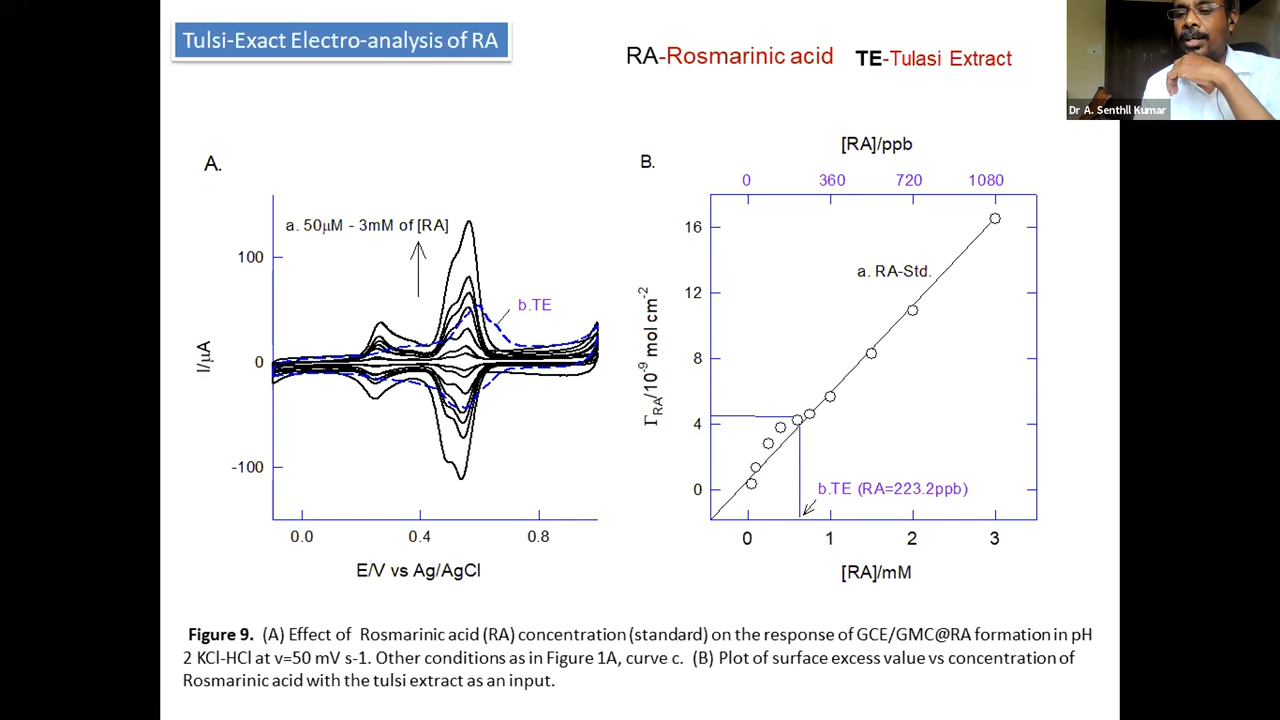 Tulsi-Exact Electro-analysis of RA
RA-Rosmarinic acid TE-Tulasi Extract
Dr A. Senthil Kumar
A.
a. 50μM - 3mM of [RA]
100
0
-100
b.TE
I/μA
0.0 0.4 0.8
E/V vs Ag/AgCl
B.
[RA]/ppb
0 360 720 1080
16
12
8
4
0
Γ_RA/10⁻⁹ mol cm⁻²
a. RA-Std.
b.TE (RA=223.2ppb)
0 1 2 3
[RA]/mM
Figure 9. (A) Effect of Rosmarinic acid (RA) concentration (standard) on the response of GCE/GMC@RA formation in pH
2 KCl-HCl at v=50 mV s-1. Other conditions as in Figure 1A, curve c. (B) Plot of surface excess value vs concentration of
Rosmarinic acid with the tulsi extract as an input.